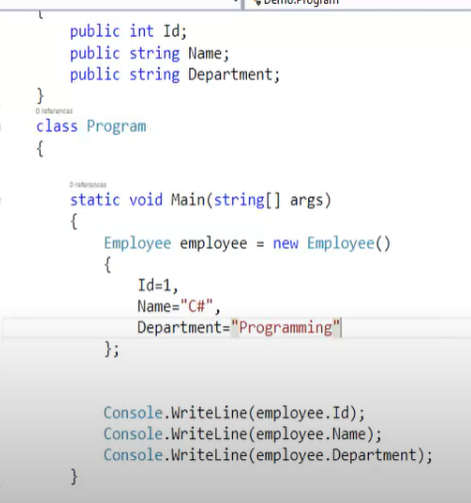 Demo.Program
{
public int Id;
public string Name;
public string Department;
}
0 references
class Program
{
0 references
static void Main(string[] args)
{
Employee employee = new Employee()
{
Id=1,
Name="C#",
Department="Programming"
};
Console.WriteLine(employee.Id);
Console.WriteLine(employee.Name);
Console.WriteLine(employee.Department);
}